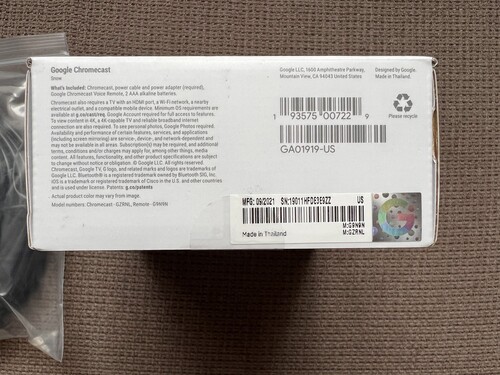 Google Chromecast
Snow
What's Included: Chromecast, power cable and power adapter (required),
Google Chromecast Voice Remote, 2 AAA alkaline batteries.
Chromecast also requires a TV with an HDMI port, a Wi-Fi network, a nearby
electrical outlet, and a compatible mobile device. Minimum OS requirements are
available at g.co/cast/req. Google Account required for full access to features.
To view content in 4K, a 4K-capable TV and reliable broadband internet
connection are also required. To see personal photos, Google Photos required.
Availability and performance of certain features, services, and applications
(including screen mirroring) are service-, device-, and network-dependent and
may not be available in all areas. Subscription(s) may be required, and additional
terms, conditions and/or charges may apply for, among other things, media
content. All features, functionality, and other product specifications are subject
to change without notice or obligation. © Google LLC. All rights reserved.
Chromecast, Google TV, G logo, and related marks and logos are trademarks of
Google LLC. Bluetooth® is a registered trademark owned by Bluetooth SIG, Inc.
iOS is a trademark or registered trademark of Cisco in the U.S. and other countries
and is used under license. Patents: g.co/patents
Actual product color may vary from image.
Model numbers: Chromecast - GZRNL, Remote -
Google LLC, 1600 Amphitheatre Parkway,
Mountain View, CA 94043 United States
Designed by Google.
Made in Thailand.
1 93575 00722 9
GA01919-US
Please recycle
MFG: 09/2021 SN:19011HFDE3E9ZZ US
Made in Thailand
M:G9N9N
M:GZRNL
G